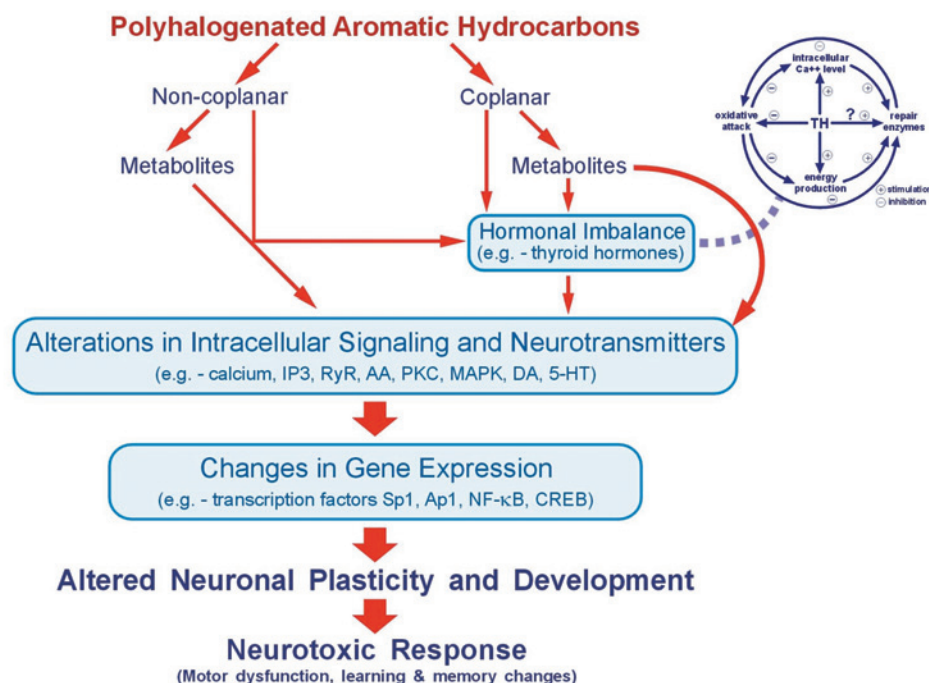 Polyhalogenated Aromatic Hydrocarbons
Non-coplanar
Coplanar
Metabolites
Metabolites
Hormonal Imbalance
(e.g. - thyroid hormones)
Alterations in Intracellular Signaling and Neurotransmitters
(e.g. - calcium, IP3, RyR, AA, PKC, MAPK, DA, 5-HT)
Changes in Gene Expression
(e.g. - transcription factors Sp1, Ap1, NF-κB, CREB)
Altered Neuronal Plasticity and Development
Neurotoxic Response
(Motor dysfunction, learning & memory changes)
−
intracellular
Ca++ level
−
+
+
oxidative
attack
−
TH
?
+
repair
enzymes
−
+
+
energy
production
−
+ stimulation
− inhibition